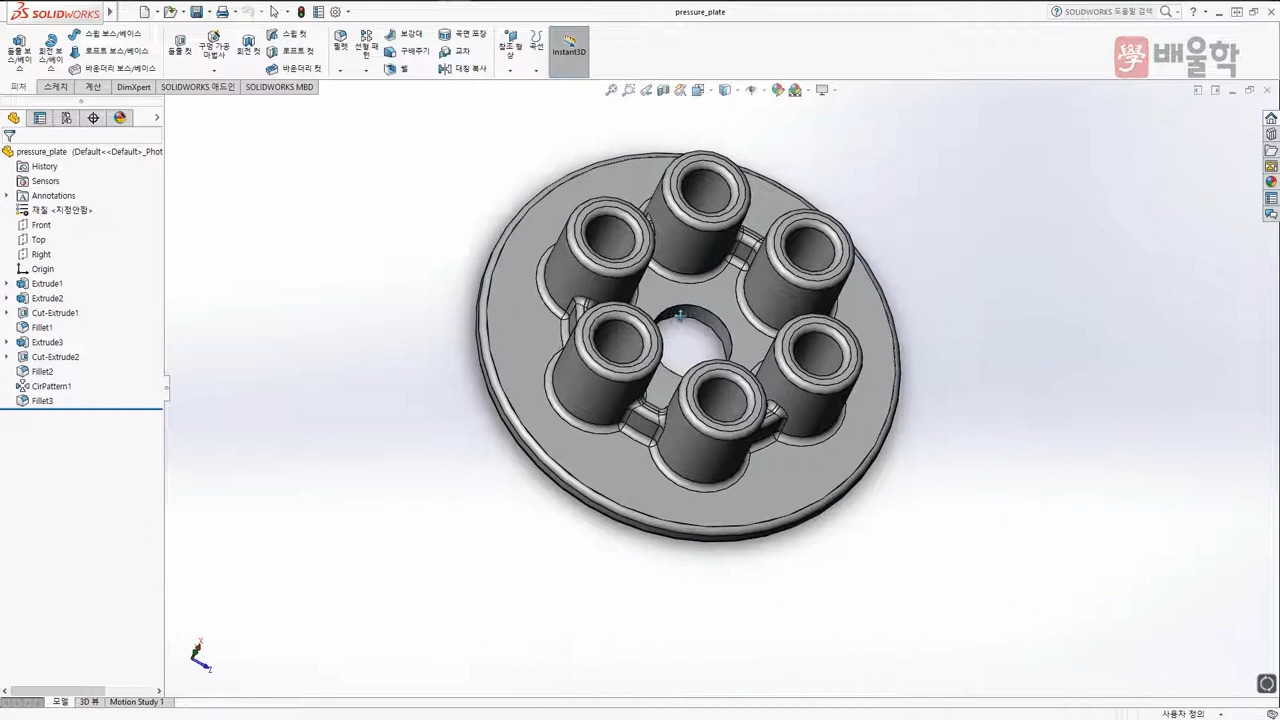 SOLIDWORKS
pressure_plate
SOLIDWORKS 도움말 검색
돌출 보스/베이스
회전 보스/베이스
스윕 보스/베이스
로프트 보스/베이스
바운더리 보스/베이스
돌출 컷
구멍 가공 마법사
회전 컷
스윕 컷
로프트 컷
바운더리 컷
필렛
선형 패턴
보강대
구배주기
쉘
곡면 포장
교차
대칭 복사
참조 형상
곡선
Instant3D
學 배울학
피처
스케치
계산
DimXpert
SOLIDWORKS 애드인
SOLIDWORKS MBD
pressure_plate (Default<<Default>_Phot
History
Sensors
Annotations
재질 <지정안함>
Front
Top
Right
Origin
Extrude1
Extrude2
Cut-Extrude1
Fillet1
Extrude3
Cut-Extrude2
Fillet2
CirPattern1
Fillet3
X
Z
모델
3D 뷰
Motion Study 1
사용자 정의